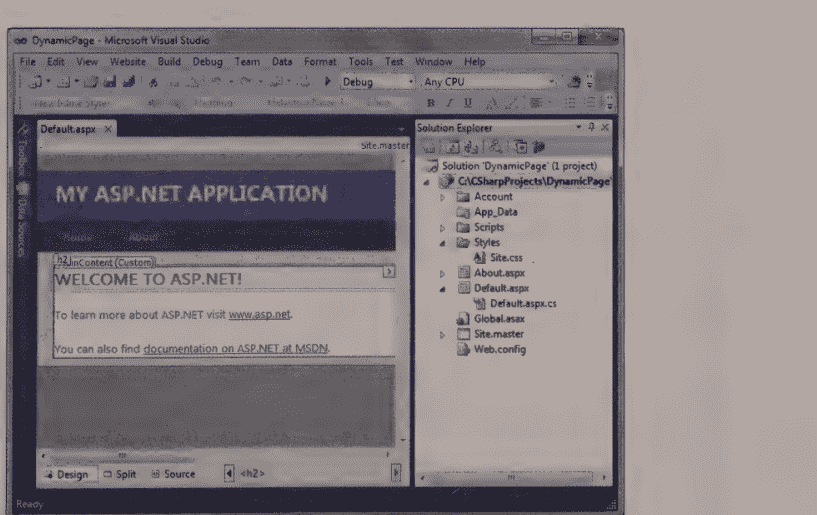 DynamicPage - Microsoft Visual Studio
File Edit View Website Build Debug Team Data Format Tools Test Window Help
Debug Any CPU
B I U A
Default.aspx ×
Site.master
MY ASP.NET APPLICATION
Home About
h2 inContent (Custom)
WELCOME TO ASP.NET!
To learn more about ASP.NET visit www.asp.net.
You can also find documentation on ASP.NET at MSDN.
Design Split Source <h2>
Ready
Toolbox Data Sources
Solution Explorer
Solution 'DynamicPage' (1 project)
C:\CSharpProjects\DynamicPage
Account
App_Data
Scripts
Styles
Site.css
About.aspx
Default.aspx
Default.aspx.cs
Global.asax
Site.master
Web.config